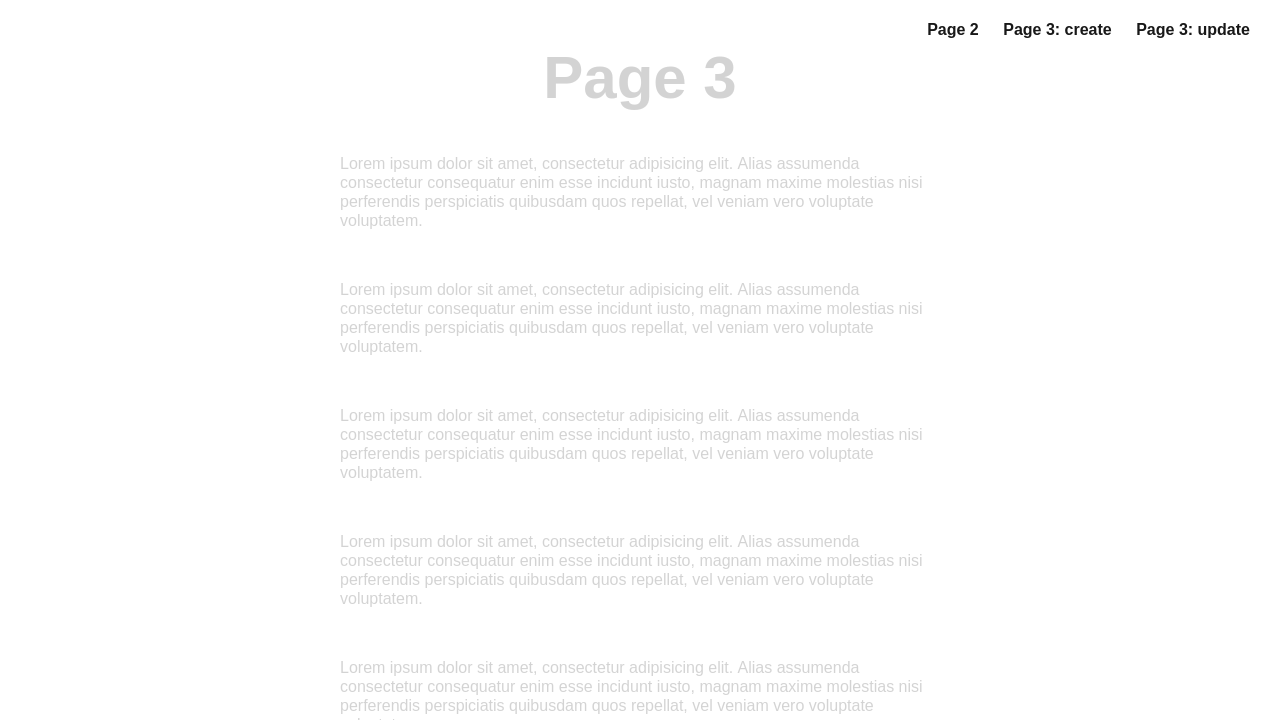 Page 2 Page 3: create Page 3: update
Page 3
Lorem ipsum dolor sit amet, consectetur adipisicing elit. Alias assumenda
consectetur consequatur enim esse incidunt iusto, magnam maxime molestias nisi
perferendis perspiciatis quibusdam quos repellat, vel veniam vero voluptate
voluptatem.
Lorem ipsum dolor sit amet, consectetur adipisicing elit. Alias assumenda
consectetur consequatur enim esse incidunt iusto, magnam maxime molestias nisi
perferendis perspiciatis quibusdam quos repellat, vel veniam vero voluptate
voluptatem.
Lorem ipsum dolor sit amet, consectetur adipisicing elit. Alias assumenda
consectetur consequatur enim esse incidunt iusto, magnam maxime molestias nisi
perferendis perspiciatis quibusdam quos repellat, vel veniam vero voluptate
voluptatem.
Lorem ipsum dolor sit amet, consectetur adipisicing elit. Alias assumenda
consectetur consequatur enim esse incidunt iusto, magnam maxime molestias nisi
perferendis perspiciatis quibusdam quos repellat, vel veniam vero voluptate
voluptatem.
Lorem ipsum dolor sit amet, consectetur adipisicing elit. Alias assumenda
consectetur consequatur enim esse incidunt iusto, magnam maxime molestias nisi
perferendis perspiciatis quibusdam quos repellat, vel veniam vero voluptate